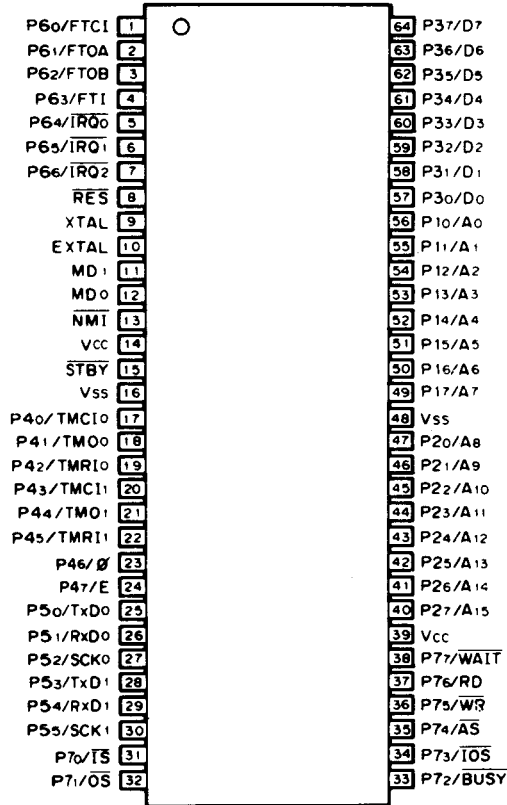 P60/FTCI 1
P61/FTOA 2
P62/FTOB 3
P63/FTI 4
P64/IRQ0 5
P65/IRQ1 6
P66/IRQ2 7
RES 8
XTAL 9
EXTAL 10
MD1 11
MD0 12
NMI 13
Vcc 14
STBY 15
Vss 16
P40/TMCI0 17
P41/TMO0 18
P42/TMRI0 19
P43/TMCI1 20
P44/TMO1 21
P45/TMRI1 22
P46/Ø 23
P47/E 24
P50/TxD0 25
P51/RxD0 26
P52/SCK0 27
P53/TxD1 28
P54/RxD1 29
P55/SCK1 30
P70/IS 31
P71/OS 32
64 P37/D7
63 P36/D6
62 P35/D5
61 P34/D4
60 P33/D3
59 P32/D2
58 P31/D1
57 P30/D0
56 P10/A0
55 P11/A1
54 P12/A2
53 P13/A3
52 P14/A4
51 P15/A5
50 P16/A6
49 P17/A7
48 Vss
47 P20/A8
46 P21/A9
45 P22/A10
44 P23/A11
43 P24/A12
42 P25/A13
41 P26/A14
40 P27/A15
39 Vcc
38 P77/WAIT
37 P76/RD
36 P75/WR
35 P74/AS
34 P73/IOS
33 P72/BUSY